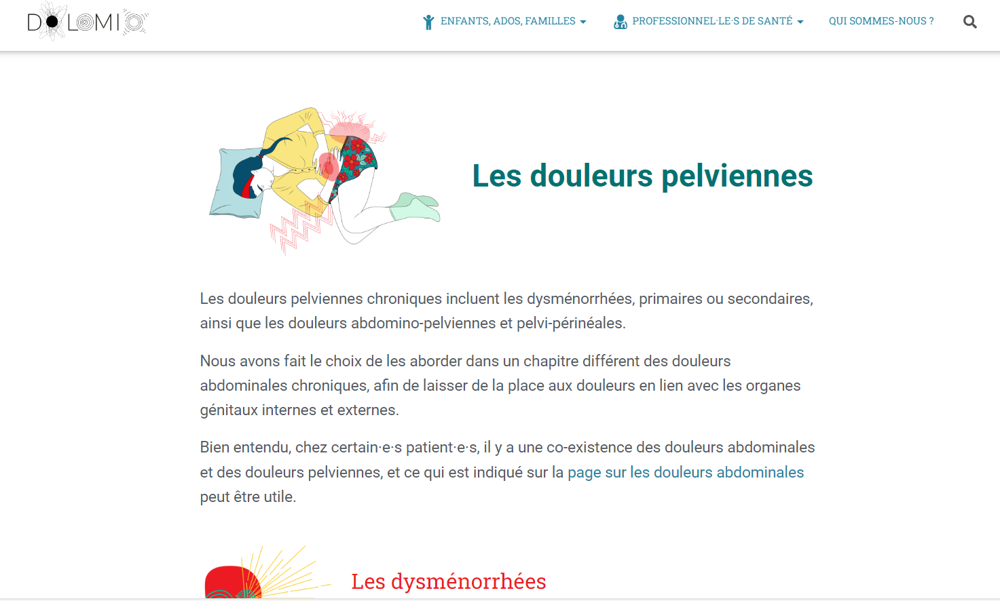 DOLOMIO
ENFANTS, ADOS, FAMILLES
PROFESSIONNEL·LE·S DE SANTÉ
QUI SOMMES-NOUS ?
Les douleurs pelviennes
Les douleurs pelviennes chroniques incluent les dysménorrhées, primaires ou secondaires,
ainsi que les douleurs abdomino-pelviennes et pelvi-périnéales.
Nous avons fait le choix de les aborder dans un chapitre différent des douleurs
abdominales chroniques, afin de laisser de la place aux douleurs en lien avec les organes
génitaux internes et externes.
Bien entendu, chez certain·e·s patient·e·s, il y a une co-existence des douleurs abdominales
et des douleurs pelviennes, et ce qui est indiqué sur la page sur les douleurs abdominales
peut être utile.
Les dysménorrhées